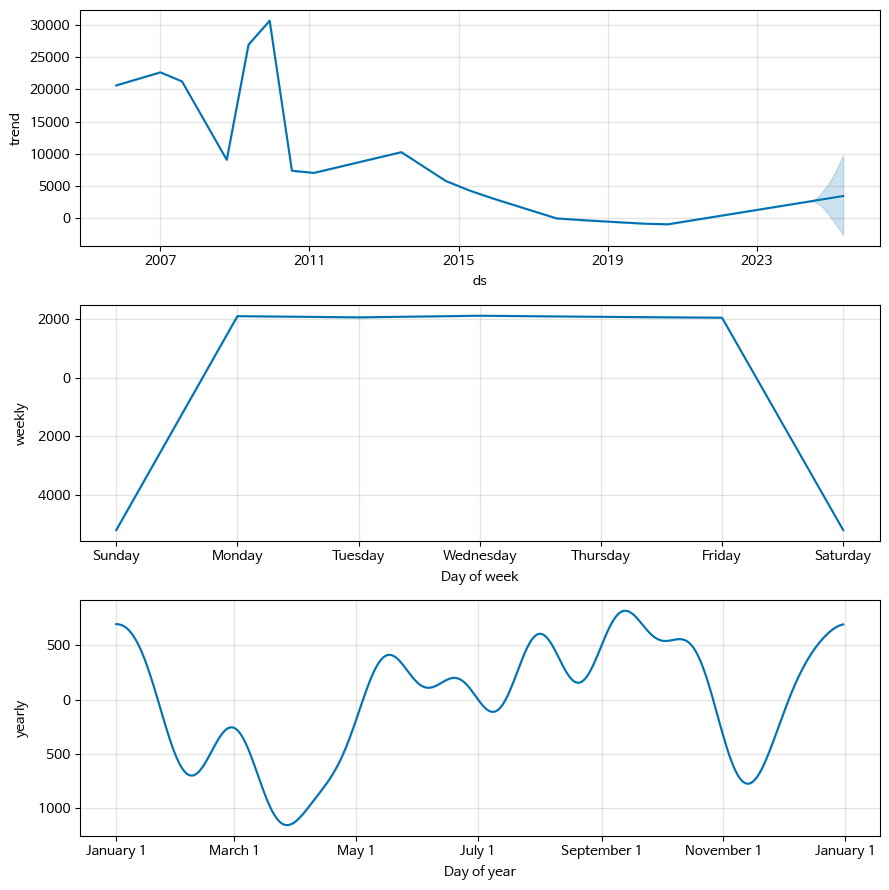 30000
25000
20000
15000
10000
5000
0
trend
2007 2011 2015 2019 2023
ds
2000
0
2000
4000
weekly
Sunday Monday Tuesday Wednesday Thursday Friday Saturday
Day of week
500
0
500
1000
yearly
January 1 March 1 May 1 July 1 September 1 November 1 January 1
Day of year